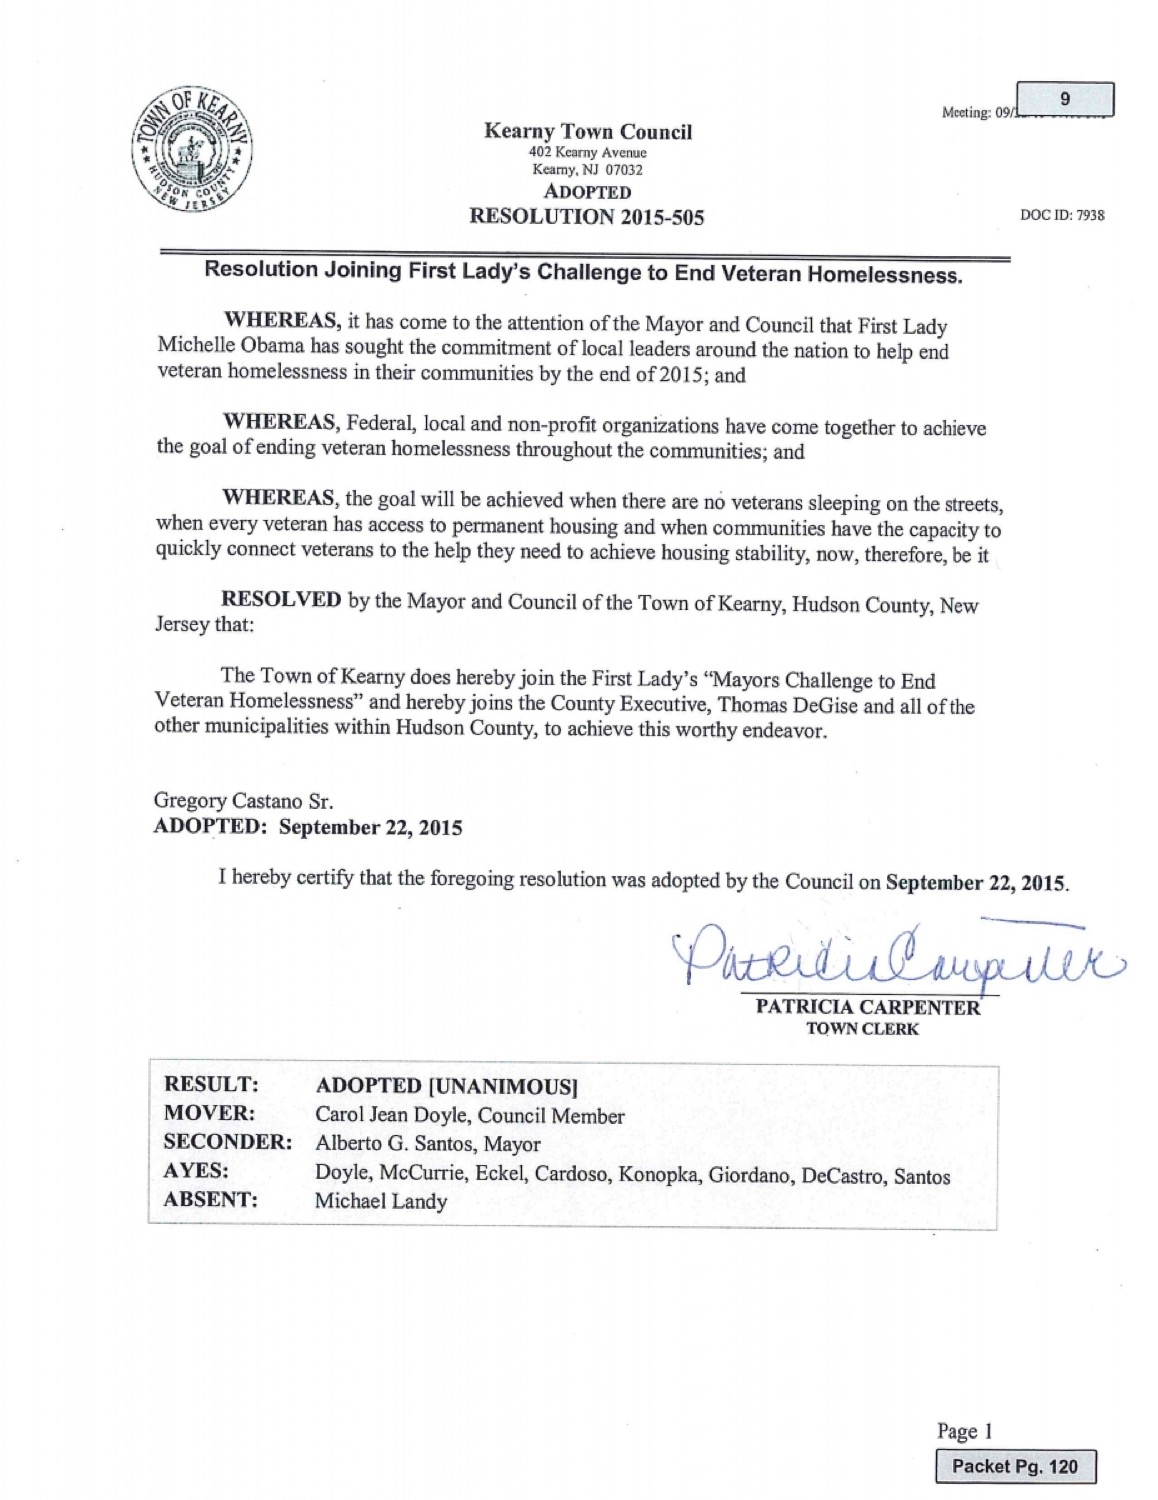 TOWN OF KEARNY
HUDSON COUNTY
NEW JERSEY
9
Meeting: 09/
Kearny Town Council
402 Kearny Avenue
Kearny, NJ 07032
ADOPTED
RESOLUTION 2015-505
DOC ID: 7938
Resolution Joining First Lady's Challenge to End Veteran Homelessness.
WHEREAS, it has come to the attention of the Mayor and Council that First Lady
Michelle Obama has sought the commitment of local leaders around the nation to help end
veteran homelessness in their communities by the end of 2015; and
WHEREAS, Federal, local and non-profit organizations have come together to achieve
the goal of ending veteran homelessness throughout the communities; and
WHEREAS, the goal will be achieved when there are no veterans sleeping on the streets,
when every veteran has access to permanent housing and when communities have the capacity to
quickly connect veterans to the help they need to achieve housing stability, now, therefore, be it
RESOLVED by the Mayor and Council of the Town of Kearny, Hudson County, New
Jersey that:
The Town of Kearny does hereby join the First Lady's “Mayors Challenge to End
Veteran Homelessness” and hereby joins the County Executive, Thomas DeGise and all of the
other municipalities within Hudson County, to achieve this worthy endeavor.
Gregory Castano Sr.
ADOPTED: September 22, 2015
I hereby certify that the foregoing resolution was adopted by the Council on September 22, 2015.
Patricia Carpenter
PATRICIA CARPENTER
TOWN CLERK
RESULT: ADOPTED [UNANIMOUS]
MOVER: Carol Jean Doyle, Council Member
SECONDER: Alberto G. Santos, Mayor
AYES: Doyle, McCurrie, Eckel, Cardoso, Konopka, Giordano, DeCastro, Santos
ABSENT: Michael Landy
Page 1
Packet Pg. 120